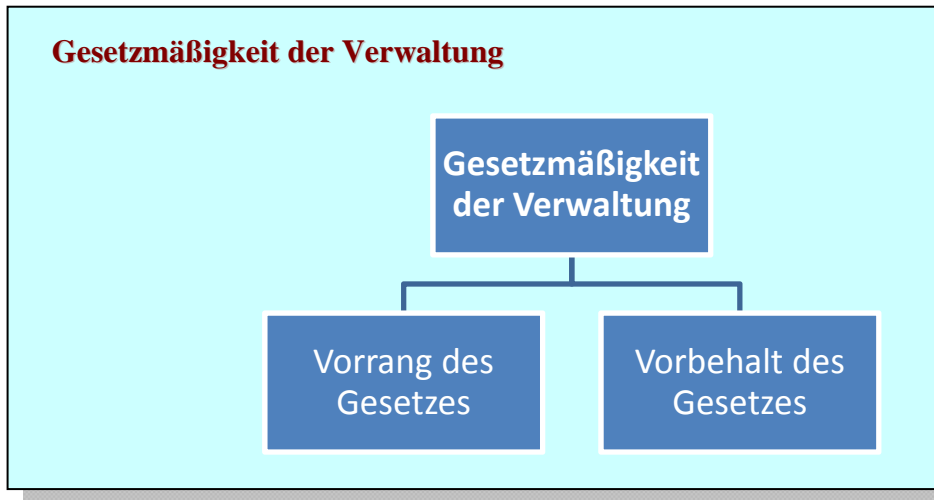 Gesetzmäßigkeit der Verwaltung
Gesetzmäßigkeit
der Verwaltung
Vorrang des
Gesetzes
Vorbehalt des
Gesetzes